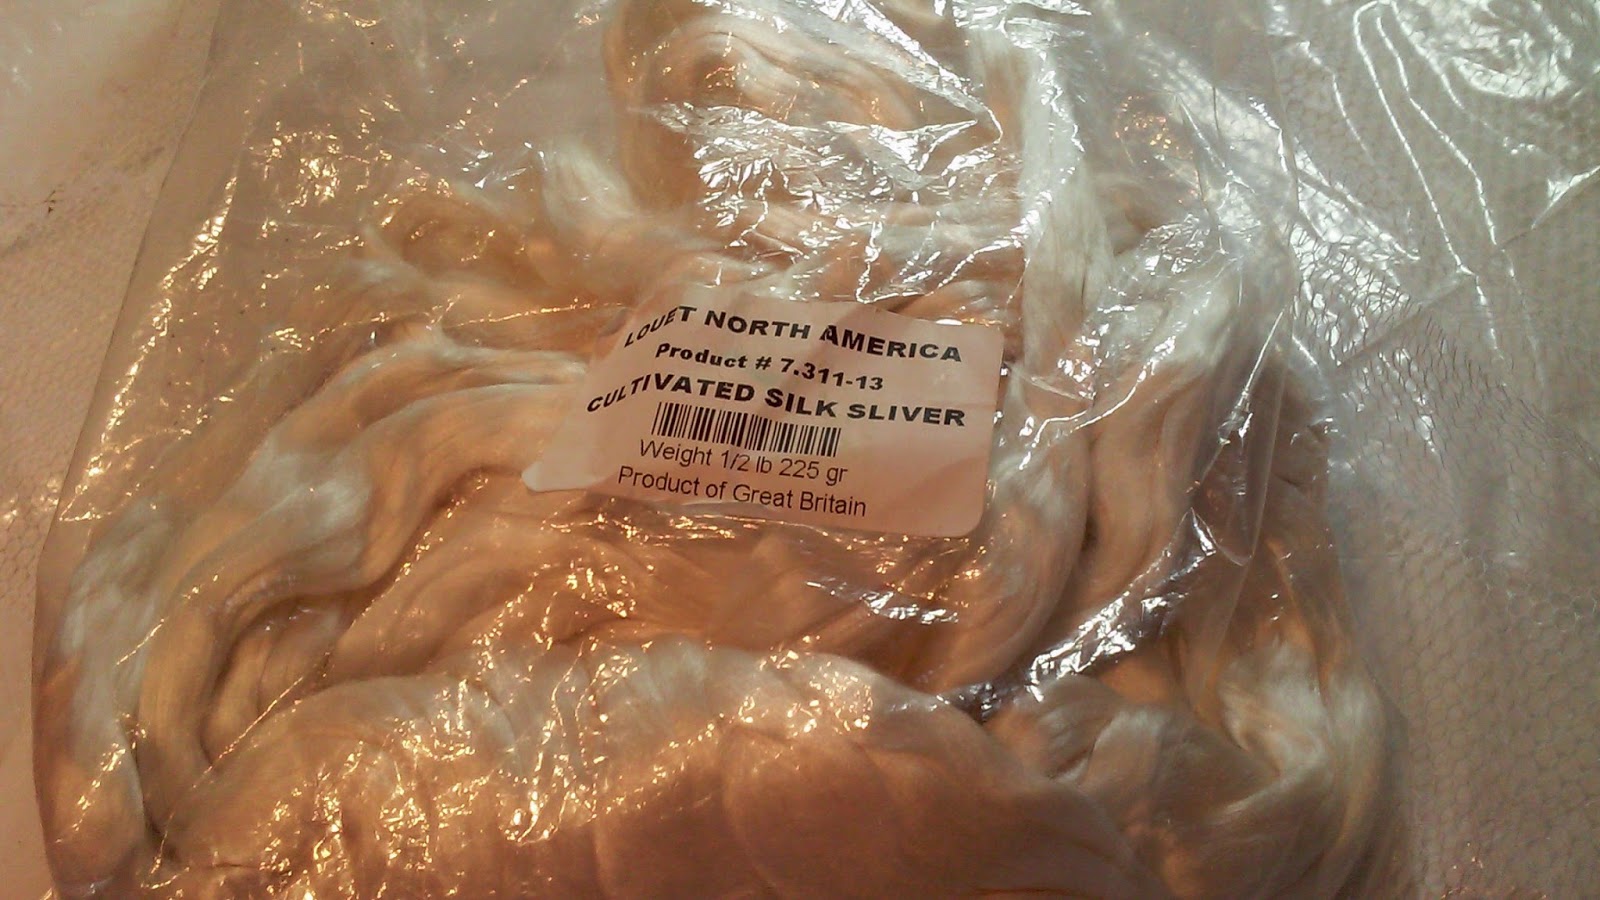 LOUET NORTH AMERICA
Product # 7.311-13
CULTIVATED SILK SLIVER
Weight 1/2 lb 225 gr
Product of Great Britain